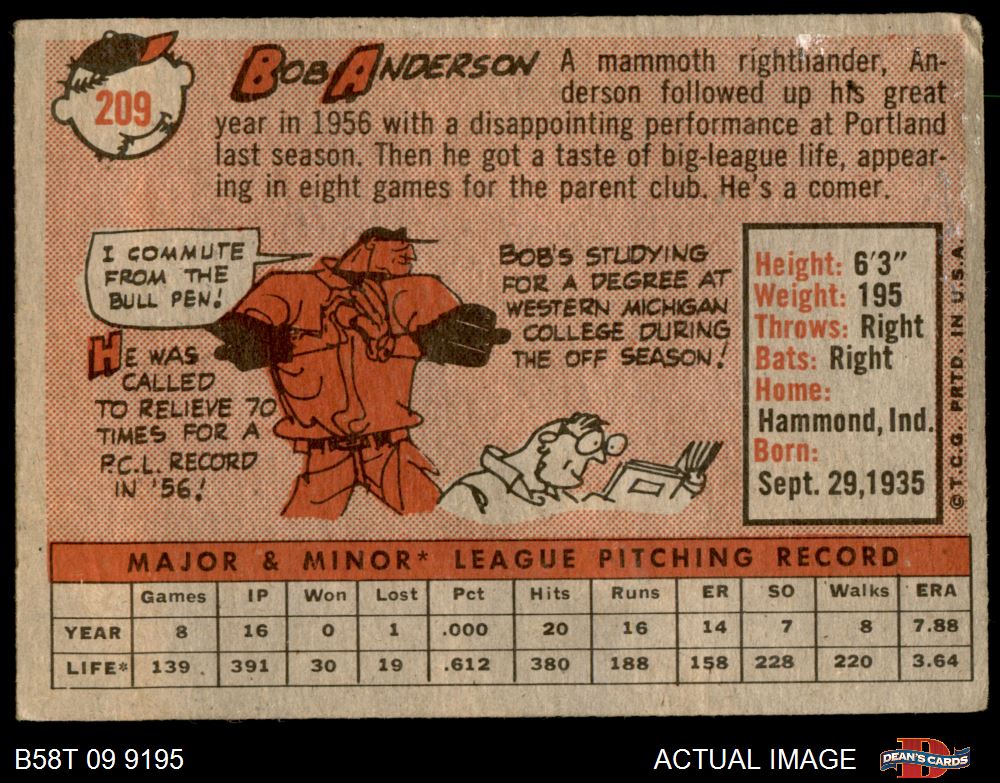 209
BOB ANDERSON
A mammoth righthander, An-
derson followed up his great
year in 1956 with a disappointing performance at Portland
last season. Then he got a taste of big-league life, appear-
ing in eight games for the parent club. He's a comer.
I COMMUTE
FROM THE
BULL PEN!
HE WAS
CALLED
TO RELIEVE 70
TIMES FOR A
P.C.L. RECORD
IN '56!
BOB'S STUDYING
FOR A DEGREE AT
WESTERN MICHIGAN
COLLEGE DURING
THE OFF SEASON!
Height: 6'3"
Weight: 195
Throws: Right
Bats: Right
Home:
Hammond, Ind.
Born:
Sept. 29, 1935
© T.C.G. PRTD. IN U.S.A.
MAJOR & MINOR* LEAGUE PITCHING RECORD
Games IP Won Lost Pct Hits Runs ER SO Walks ERA
YEAR 8 16 0 1 .000 20 16 14 7 8 7.88
LIFE* 139 391 30 19 .612 380 188 158 228 220 3.64
B58T 09 9195
ACTUAL IMAGE
DEAN'S CARDS